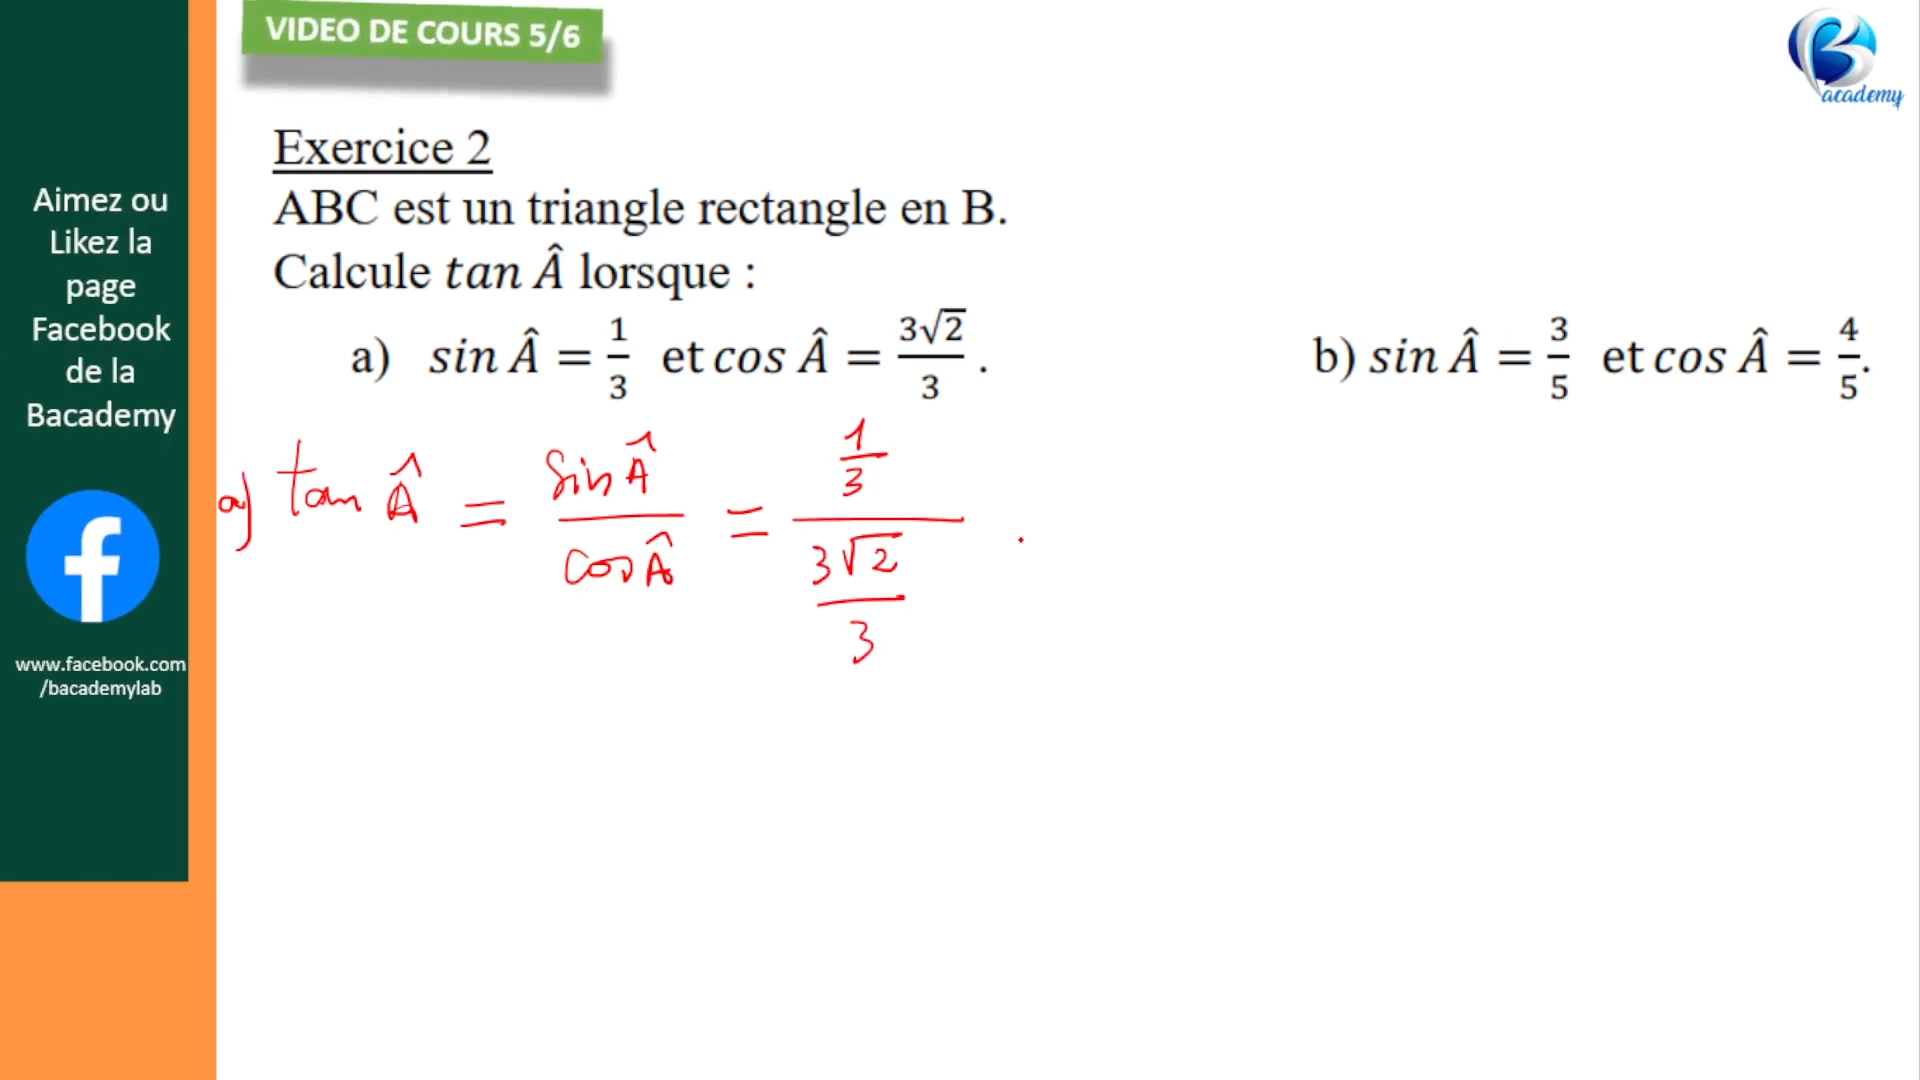 VIDEO DE COURS 5/6
academy
Aimez ou
Likez la
page
Facebook
de la
Bacademy
www.facebook.com
/bacademylab
Exercice 2
ABC est un triangle rectangle en B.
Calcule tan Â lorsque :
a) sin Â = 1/3 et cos Â = 3√2/3 .
b) sin Â = 3/5 et cos Â = 4/5.
a) tan Â = sin Â / cos Â = (1/3) / (3√2/3) .